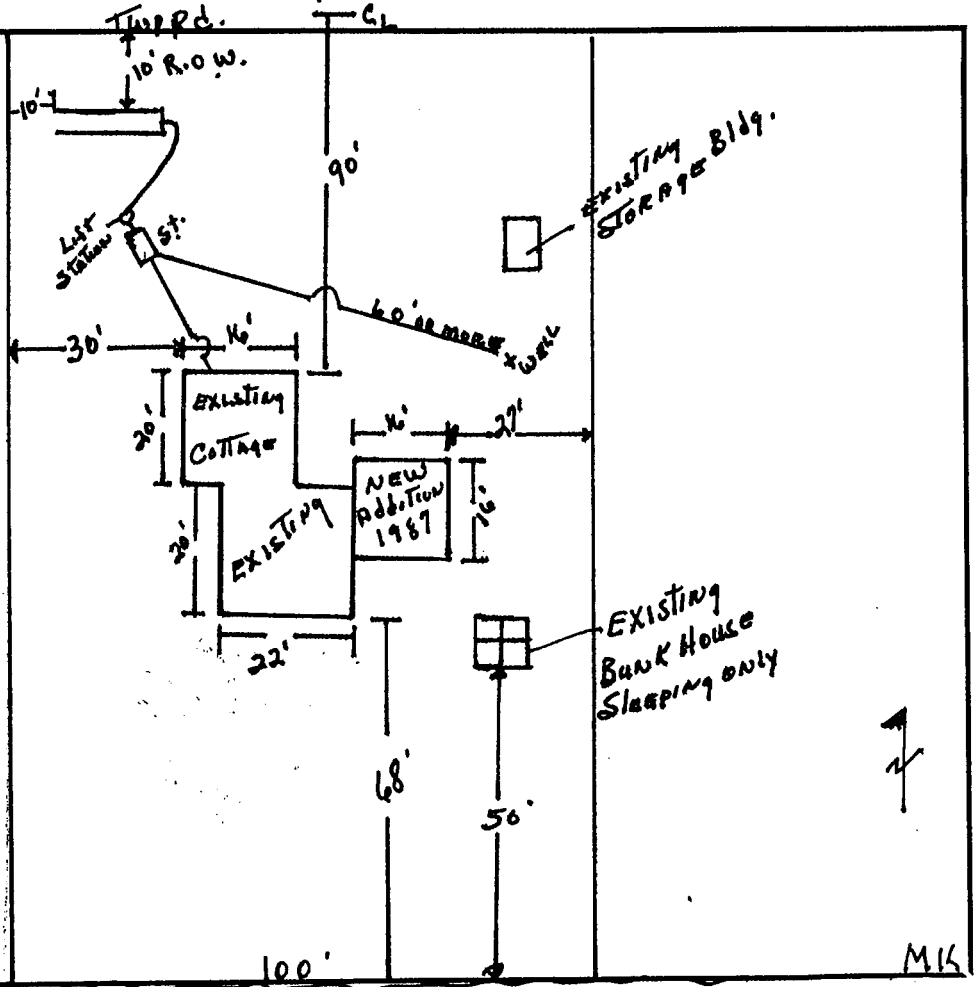 Twp Rd.
CL
10' R.O.W.
10'
90'
EXISTING
STORAGE Bldg.
Lift
Station
St.
60' OR MORE
X WELL
30'
16'
20'
EXISTING
COTTAGE
16'
27'
NEW
Addition
1987
16'
20'
EXISTING
22'
EXISTING
BUNK HOUSE
Sleeping ONLY
68'
50'
N
100'
MK